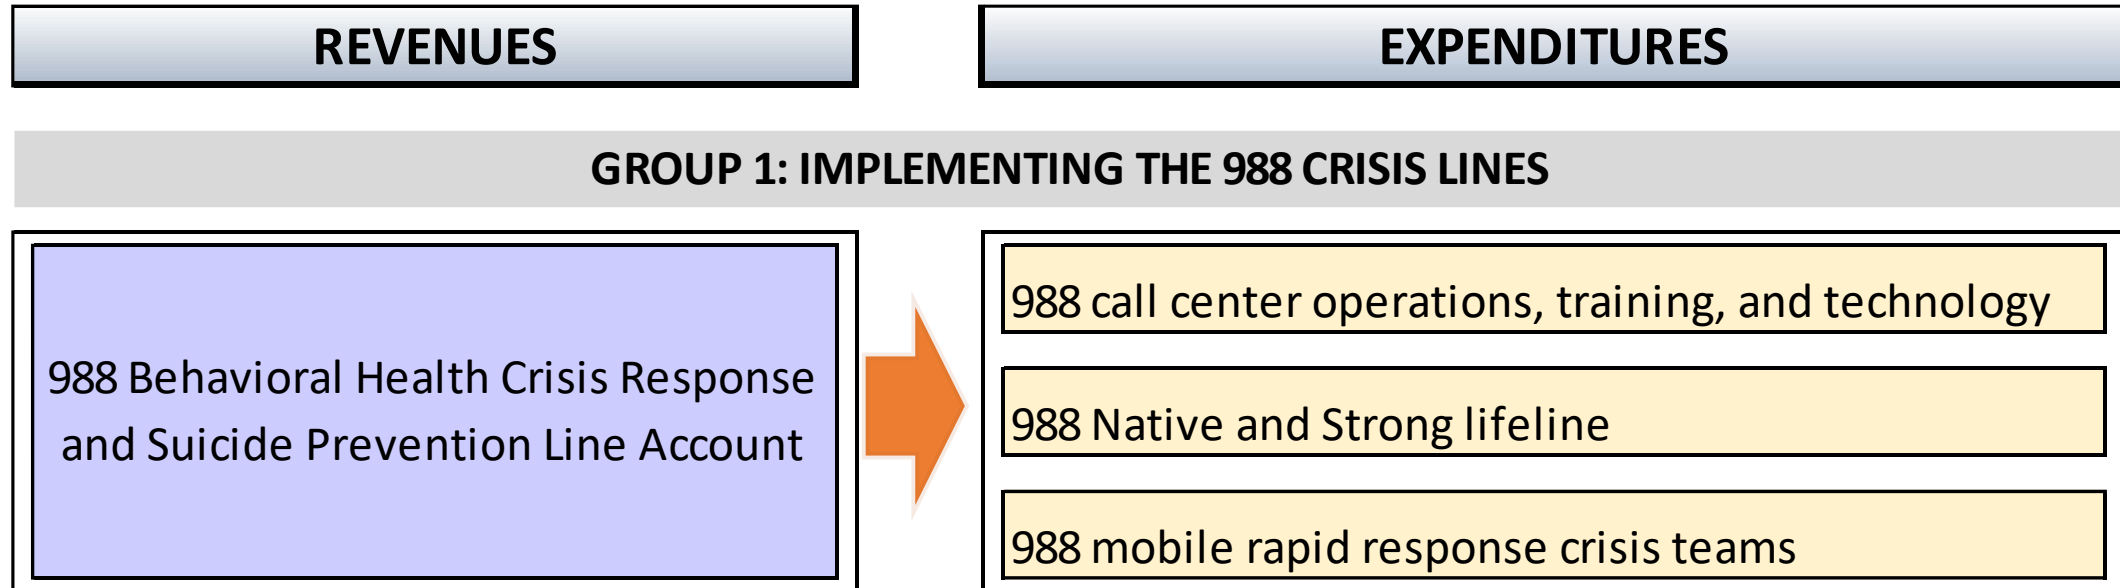 REVENUES
EXPENDITURES
GROUP 1: IMPLEMENTING THE 988 CRISIS LINES
988 Behavioral Health Crisis Response
and Suicide Prevention Line Account
988 call center operations, training, and technology
988 Native and Strong lifeline
988 mobile rapid response crisis teams